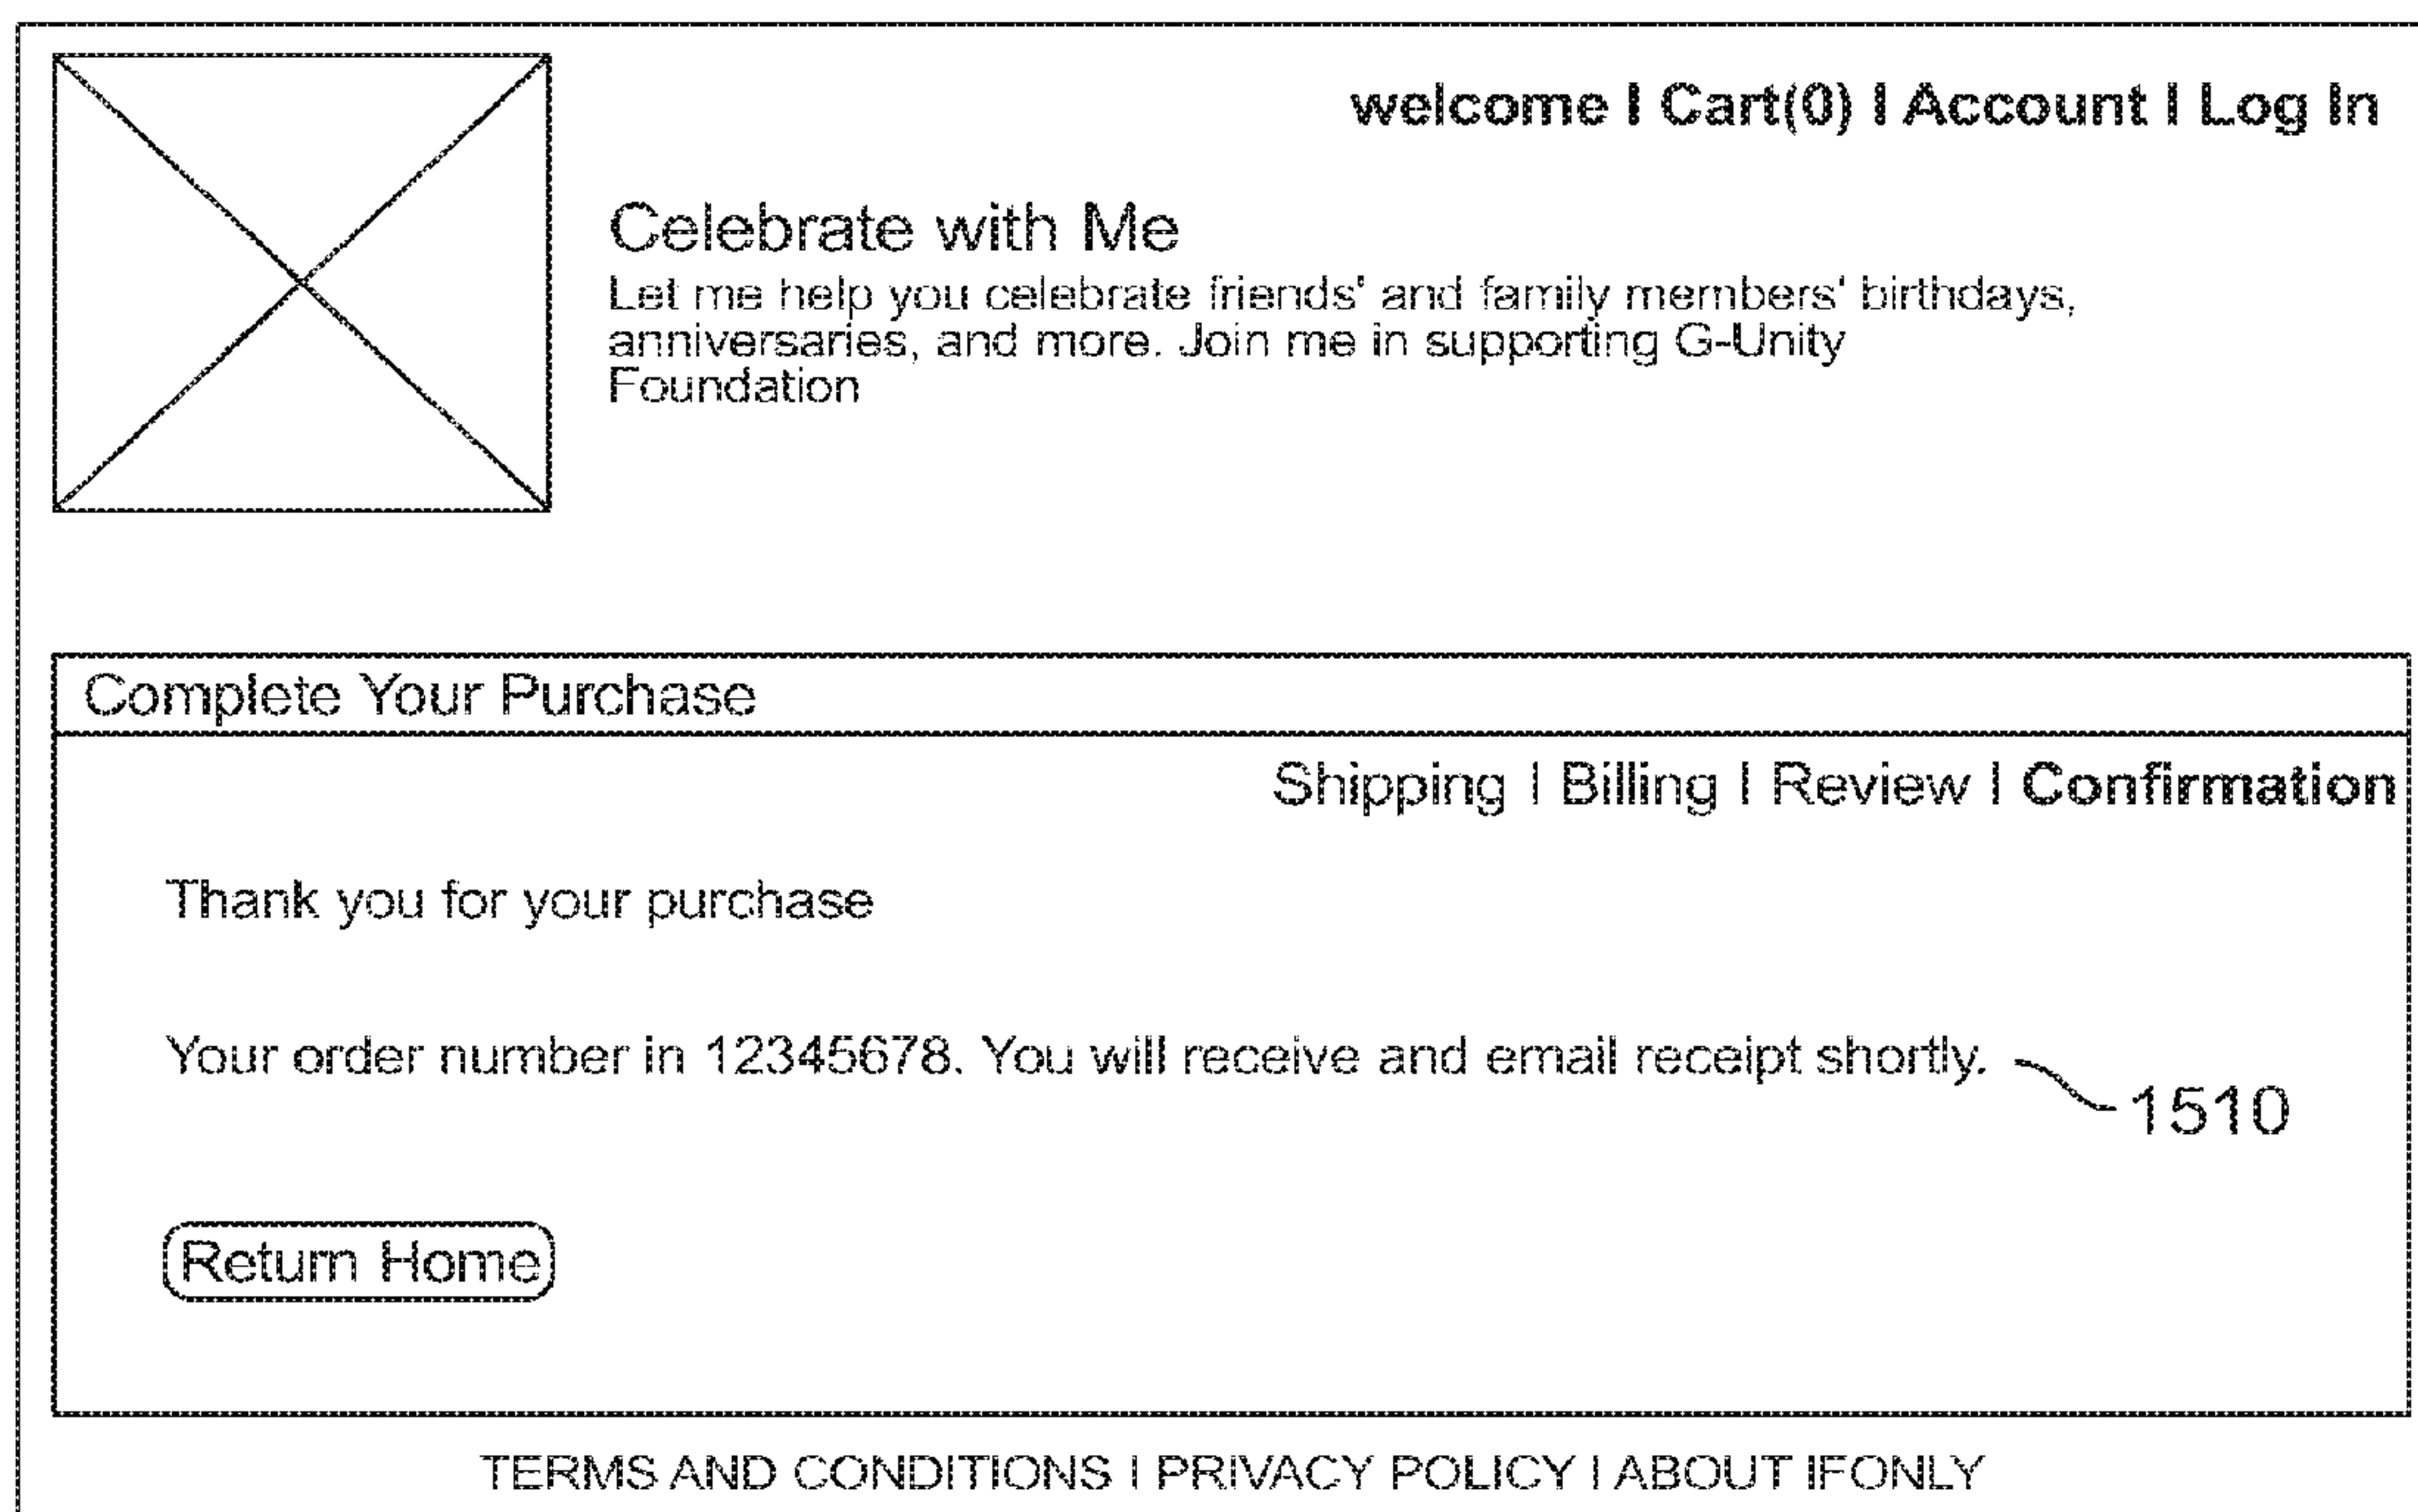 welcome | Cart(0) | Account | Log In
Celebrate with Me
Let me help you celebrate friends' and family members' birthdays,
anniversaries, and more. Join me in supporting G-Unity
Foundation
Complete Your Purchase
Shipping | Billing | Review | Confirmation
Thank you for your purchase
Your order number in 12345678. You will receive and email receipt shortly.
1510
Return Home
TERMS AND CONDITIONS | PRIVACY POLICY | ABOUT IFONLY